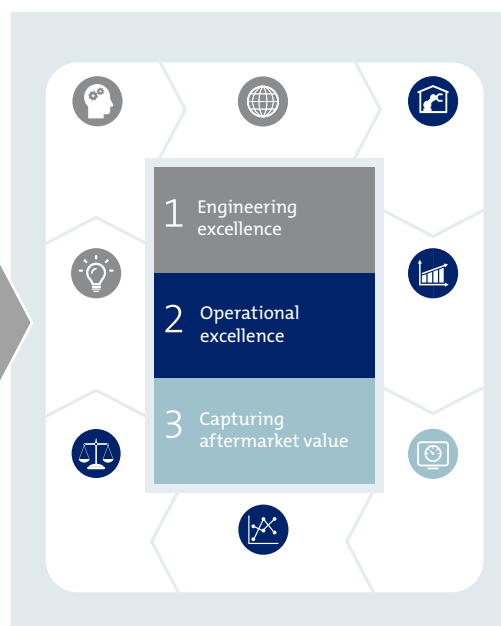 1 Engineering
excellence
2 Operational
excellence
3 Capturing
aftermarket value